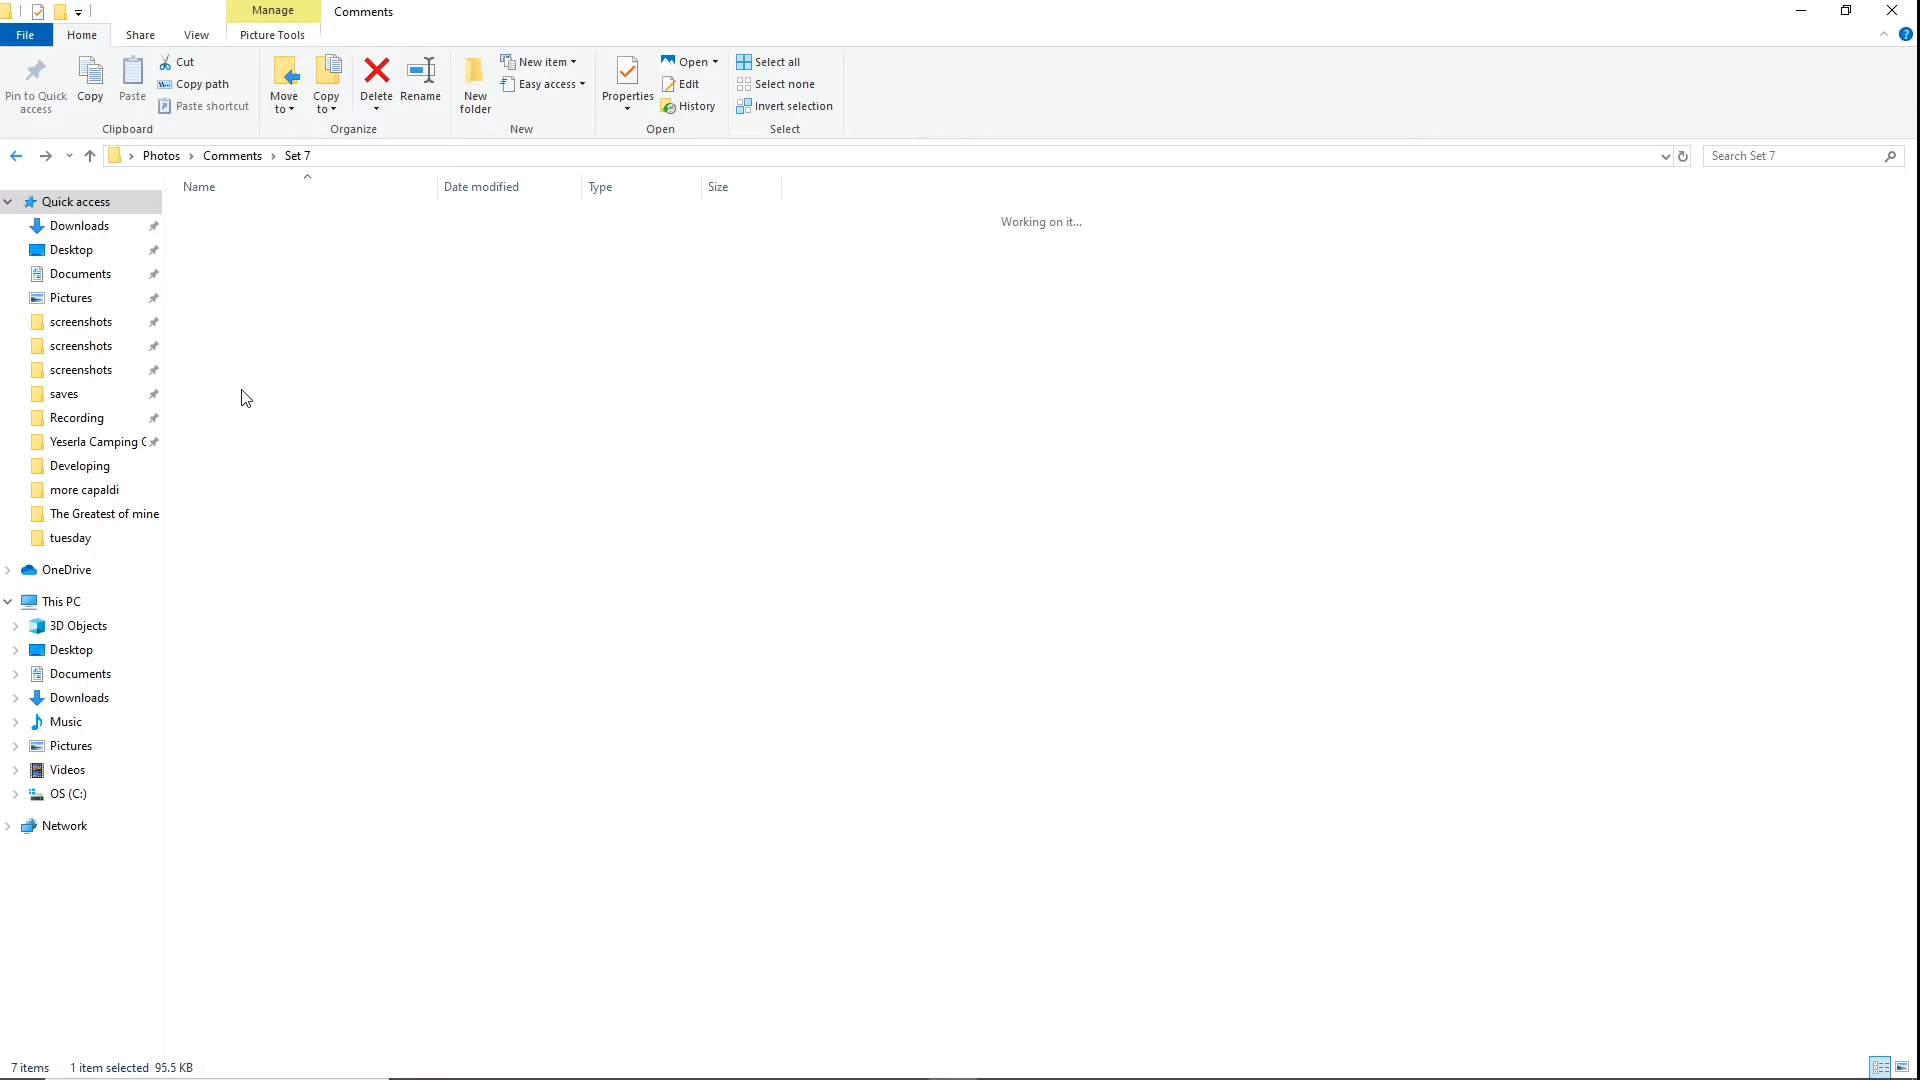 Manage
Comments
File
Home
Share
View
Picture Tools
Pin to Quick
access
Copy
Paste
Cut
Copy path
Paste shortcut
Clipboard
Move
to
Copy
to
Delete
Rename
Organize
New
folder
New item
Easy access
New
Properties
Open
Edit
History
Open
Select all
Select none
Invert selection
Select
Photos
Comments
Set 7
Search Set 7
Name
Date modified
Type
Size
Working on it...
Quick access
Downloads
Desktop
Documents
Pictures
screenshots
screenshots
screenshots
saves
Recording
Yeserla Camping
Developing
more capaldi
The Greatest of mine
tuesday
OneDrive
This PC
3D Objects
Desktop
Documents
Downloads
Music
Pictures
Videos
OS (C:)
Network
7 items
1 item selected 95.5 KB